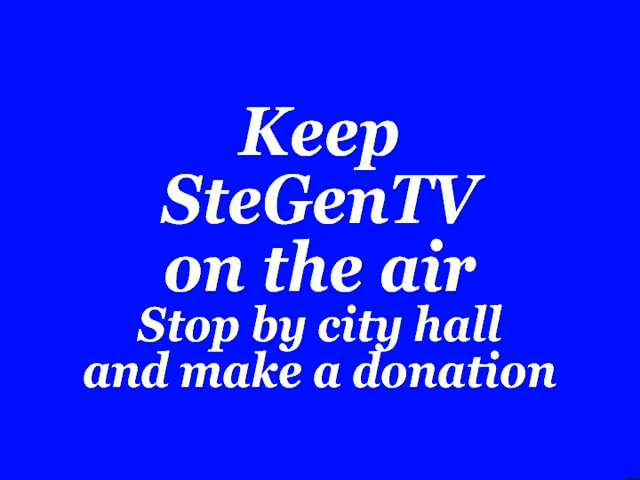 Keep
SteGenTV
on the air
Stop by city hall
and make a donation